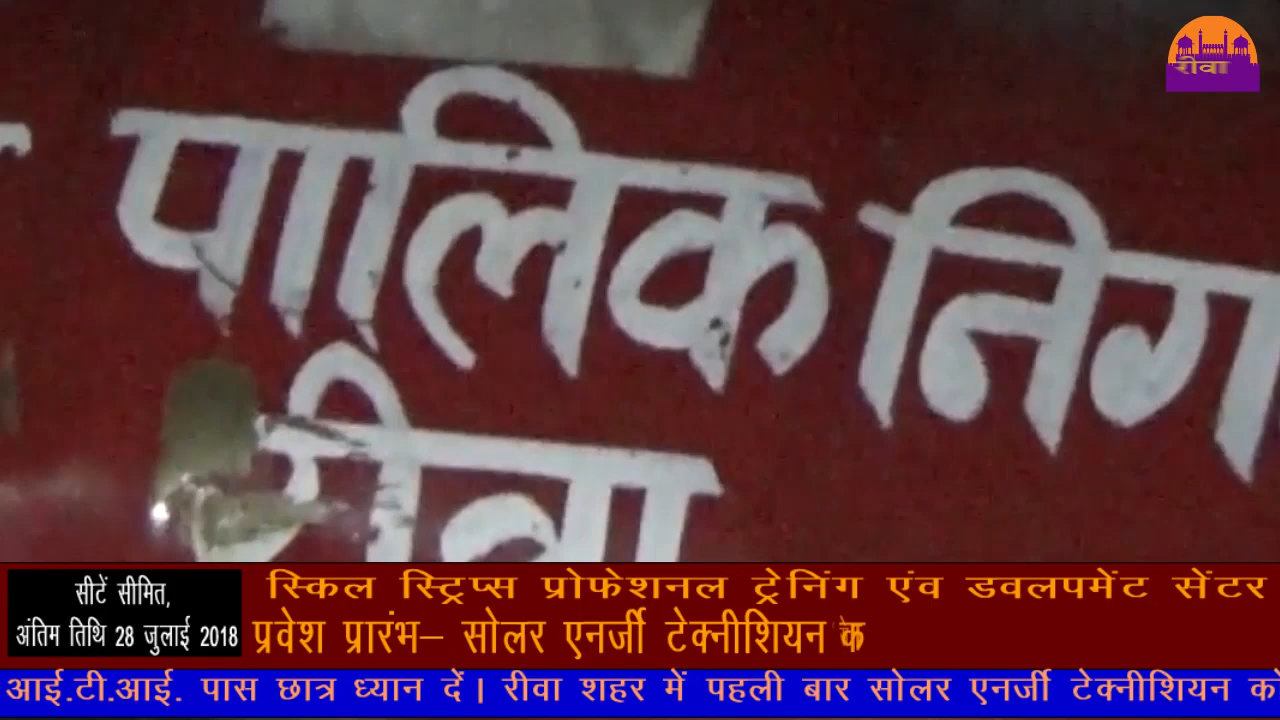 रीवा
पालिक निग
रीवा
सीटें सीमित,
अंतिम तिथि 28 जुलाई 2018
स्किल स्ट्रिप्स प्रोफेशनल ट्रेनिंग एंव डवलपमेंट सेंटर
प्रवेश प्रारंभ– सोलर एनर्जी टेक्नीशियन
आई.टी.आई. पास छात्र ध्यान दें। रीवा शहर में पहली बार सोलर एनर्जी टेक्नीशियन को